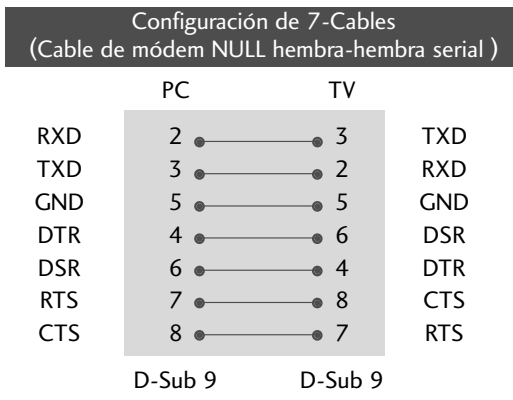 Configuración de 7-Cables
(Cable de módem NULL hembra-hembra serial )
PC TV
RXD 2 3 TXD
TXD 3 2 RXD
GND 5 5 GND
DTR 4 6 DSR
DSR 6 4 DTR
RTS 7 8 CTS
CTS 8 7 RTS
D-Sub 9 D-Sub 9